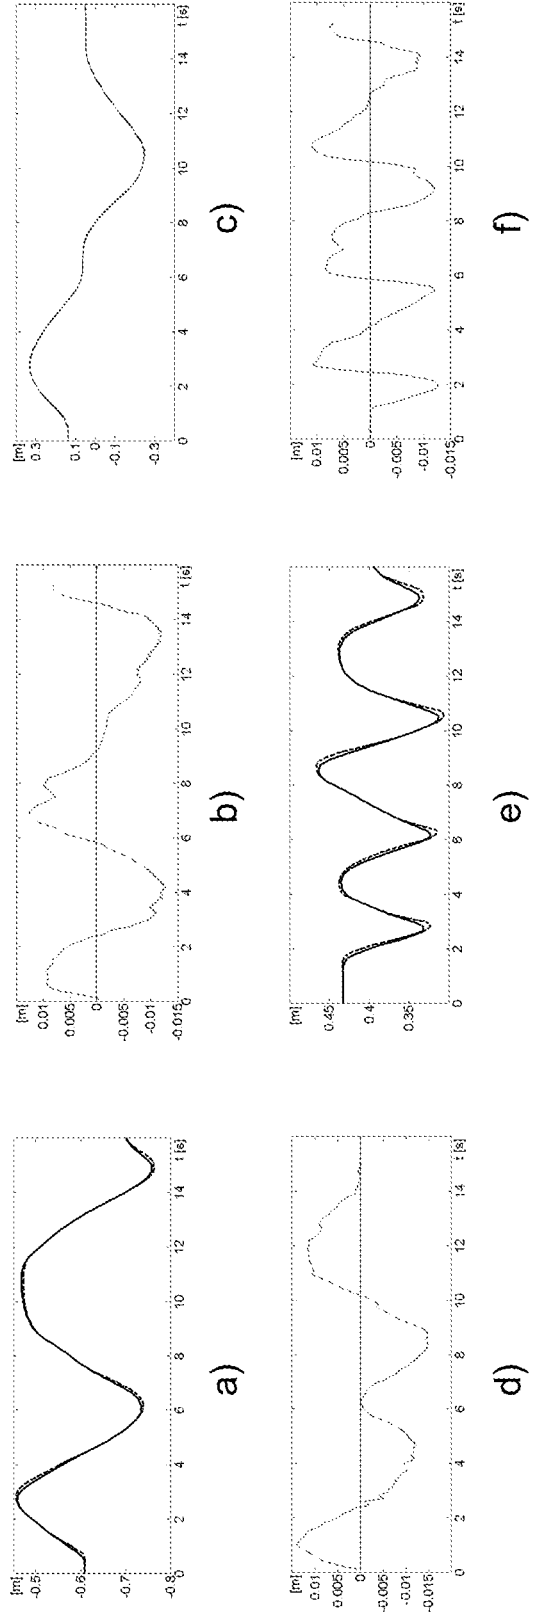 [m]
-0.5
-0.6
-0.7
-0.8
0 2 4 6 8 10 12 14 t [s]
a)
[m]
0.01
0.005
0
-0.005
-0.01
-0.015
0 2 4 6 8 10 12 14 t [s]
b)
[m]
0.3
0.1
0
-0.1
-0.3
0 2 4 6 8 10 12 14 t [s]
c)
[m]
0.01
0.005
0
-0.005
-0.01
-0.015
0 2 4 6 8 10 12 14 t [s]
d)
[m]
0.45
0.4
0.35
0 2 4 6 8 10 12 14 t [s]
e)
[m]
0.01
0.005
0
-0.005
-0.01
-0.015
0 2 4 6 8 10 12 14 t [s]
f)